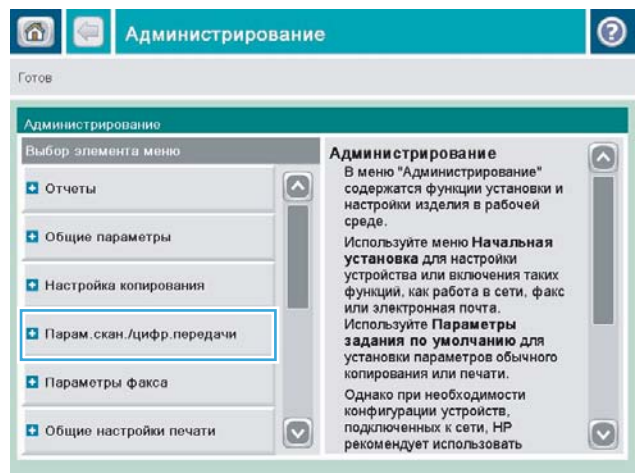 Администрирование
Готов
Администрирование
Выбор элемента меню
Отчеты
Общие параметры
Настройка копирования
Парам.скан./цифр.передачи
Параметры факса
Общие настройки печати
Администрирование
В меню "Администрирование"
содержатся функции установки и
настройки изделия в рабочей
среде.
Используйте меню Начальная
установка для настройки
устройства или включения таких
функций, как работа в сети, факс
или электронная почта.
Используйте Параметры
задания по умолчанию для
установки параметров обычного
копирования или печати.
Однако при необходимости
конфигурации устройств,
подключенных к сети, HP
рекомендует использовать